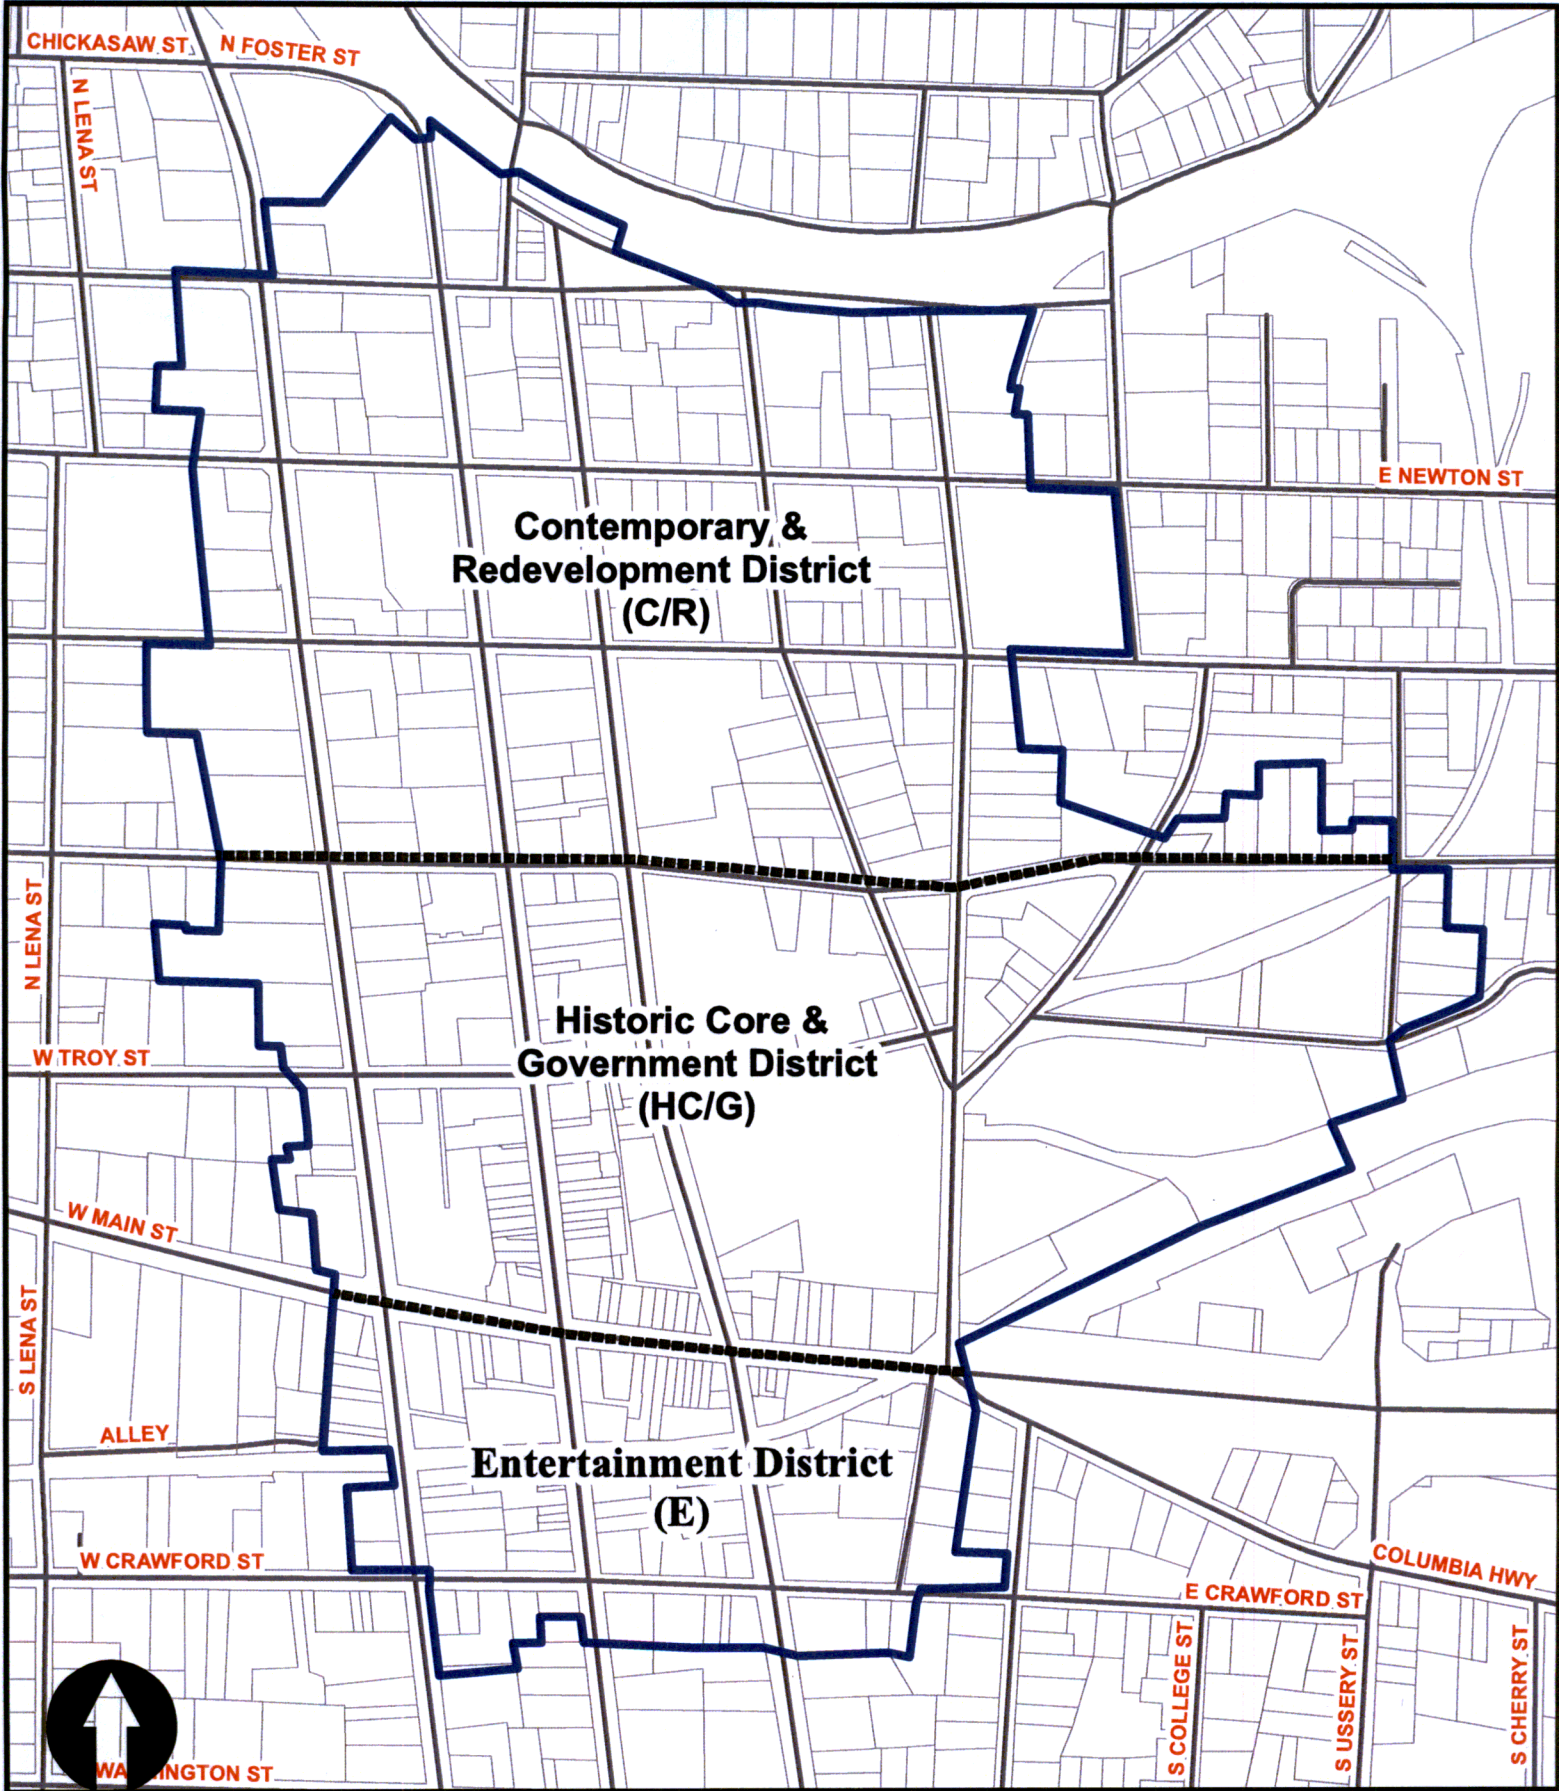 CHICKASAW ST
N FOSTER ST
N LENA ST
E NEWTON ST
Contemporary &
Redevelopment District
(C/R)
N LENA ST
Historic Core &
Government District
(HC/G)
W TROY ST
W MAIN ST
S LENA ST
ALLEY
Entertainment District
(E)
W CRAWFORD ST
COLUMBIA HWY
E CRAWFORD ST
S COLLEGE ST
S USSERY ST
S CHERRY ST
WA INGTON ST